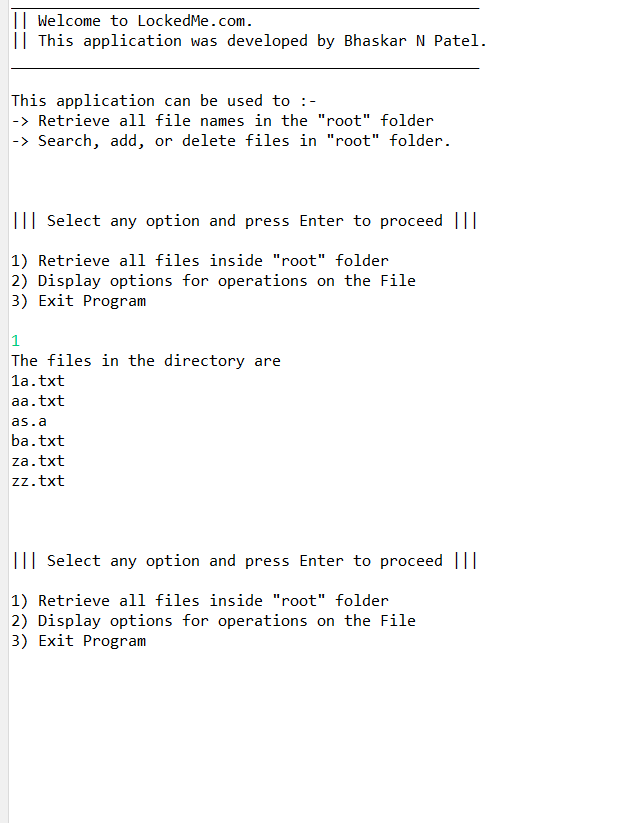 || Welcome to LockedMe.com.
|| This application was developed by Bhaskar N Patel.
This application can be used to :-
-> Retrieve all file names in the "root" folder
-> Search, add, or delete files in "root" folder.
||| Select any option and press Enter to proceed |||
1) Retrieve all files inside "root" folder
2) Display options for operations on the File
3) Exit Program
1
The files in the directory are
1a.txt
aa.txt
as.a
ba.txt
za.txt
zz.txt
||| Select any option and press Enter to proceed |||
1) Retrieve all files inside "root" folder
2) Display options for operations on the File
3) Exit Program